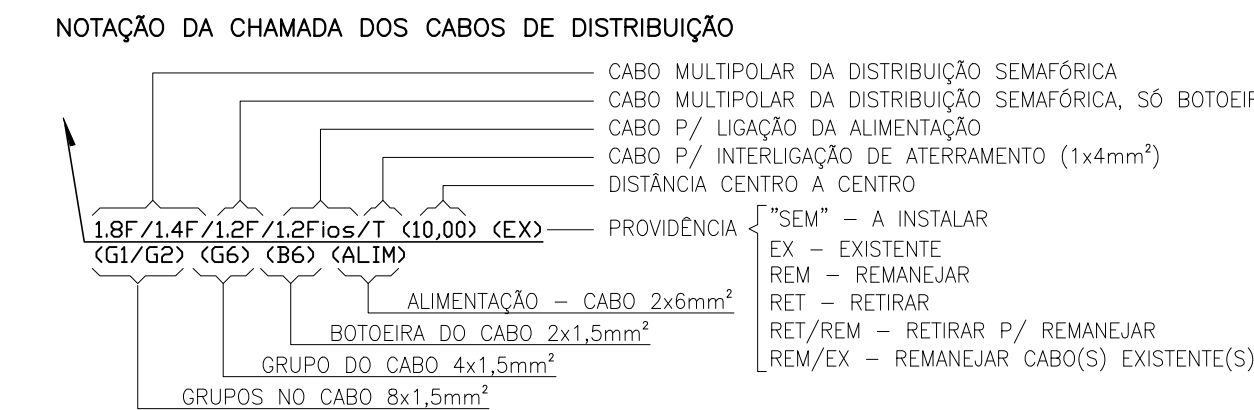 NOTAÇÃO DA CHAMADA DOS CABOS DE DISTRIBUIÇÃO
CABO MULTIPOLAR DA DISTRIBUIÇÃO SEMAFÓRICA
CABO MULTIPOLAR DA DISTRIBUIÇÃO SEMAFÓRICA, SÓ
CABO P/ LIGAÇÃO DA ALIMENTAÇÃO
CABO P/ INTERLIGAÇÃO DE ATERRAMENTO (1x4mm²)
DISTÂNCIA CENTRO A CENTRO
1.8F/1.4F/1.2F/1.2Fios/T (10,00) (EX)
(G1/G2) (G6) (B6) (ALIM)
PROVIDÊNCIA
"SEM" – A INSTALAR
EX – EXISTENTE
REM – REMANEJAR
RET – RETIRAR
RET/REM – RETIRAR P/ REMANEJAR
REM/EX – REMANEJAR CABO(S) EXISTENTE(S)
ALIMENTAÇÃO – CABO 2x6mm²
BOTOEIRA DO CABO 2x1,5mm²
GRUPO DO CABO 4x1,5mm²
GRUPOS NO CABO 8x1,5mm²